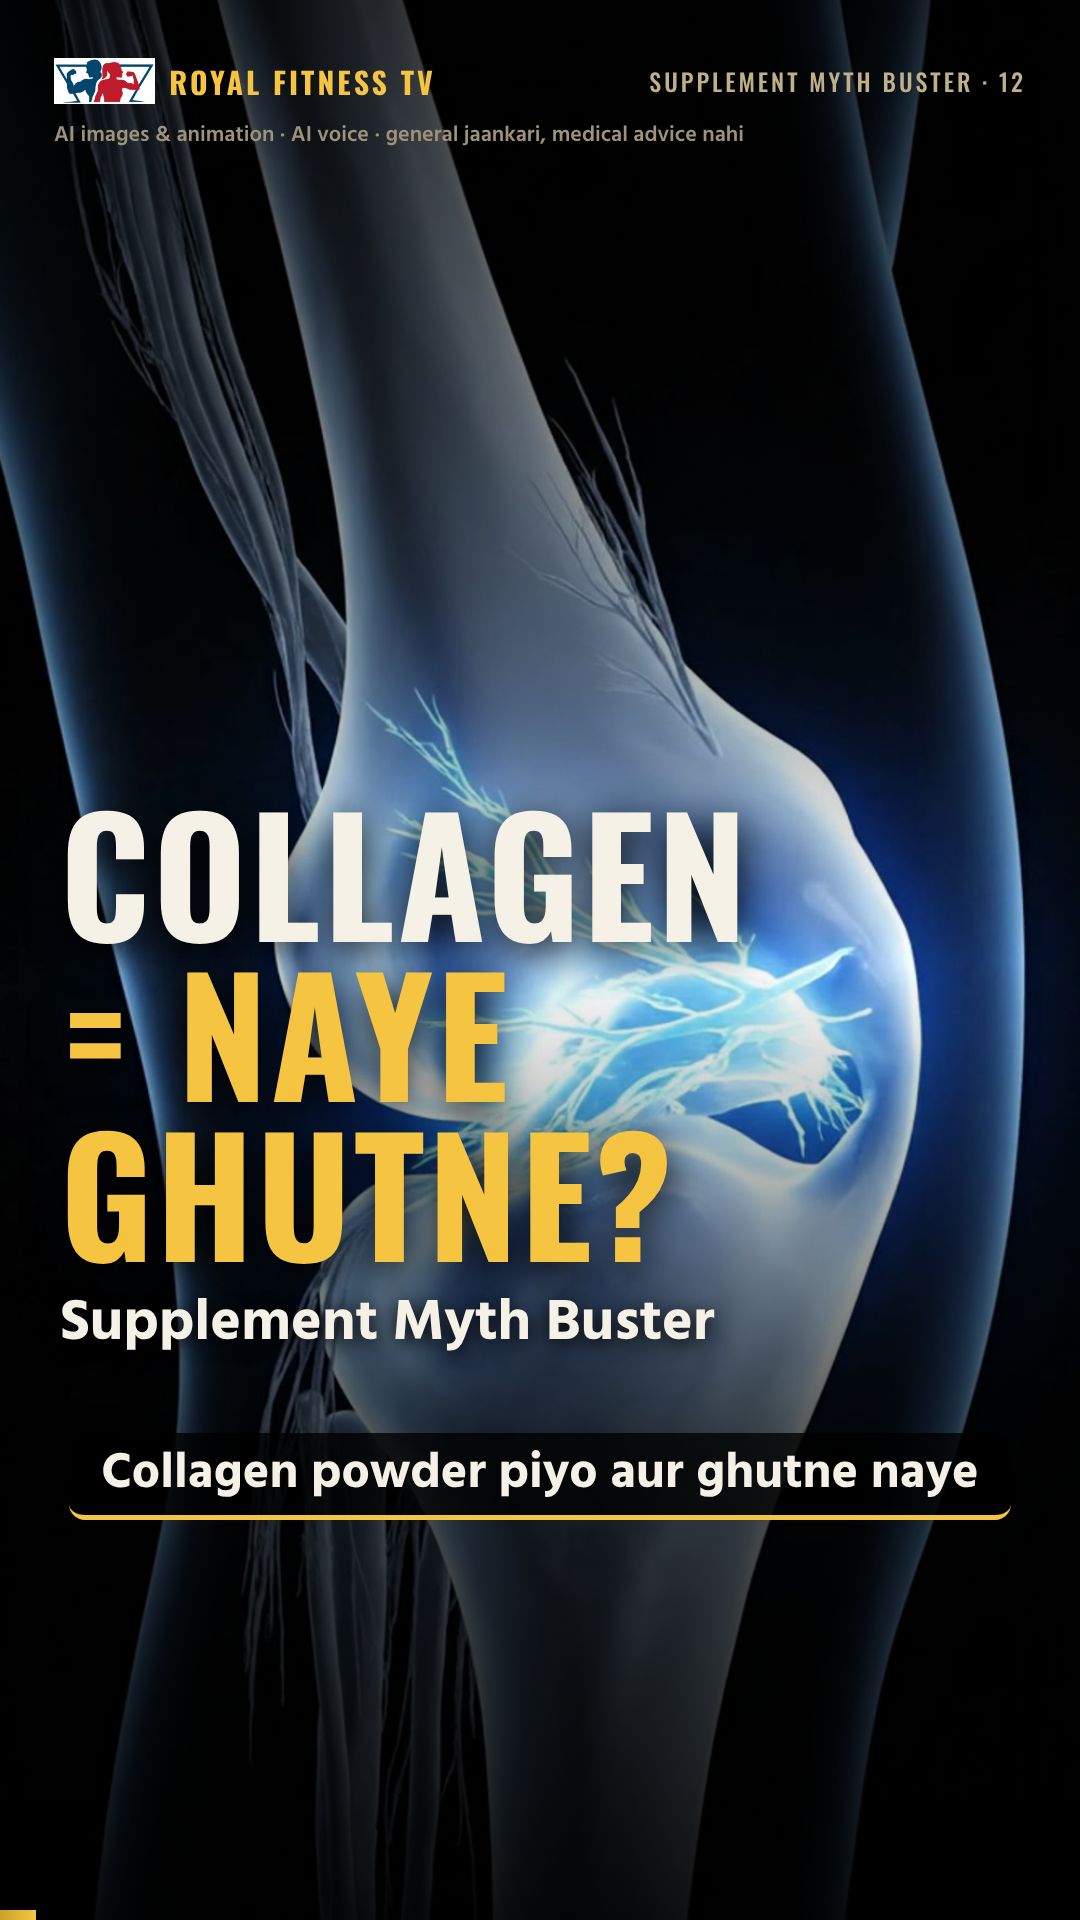 ROYAL FITNESS TV
SUPPLEMENT MYTH BUSTER · 12
AI images & animation · AI voice · general jaankari, medical advice nahi
COLLAGEN
= NAYE
GHUTNE?
Supplement Myth Buster
Collagen powder piyo aur ghutne naye